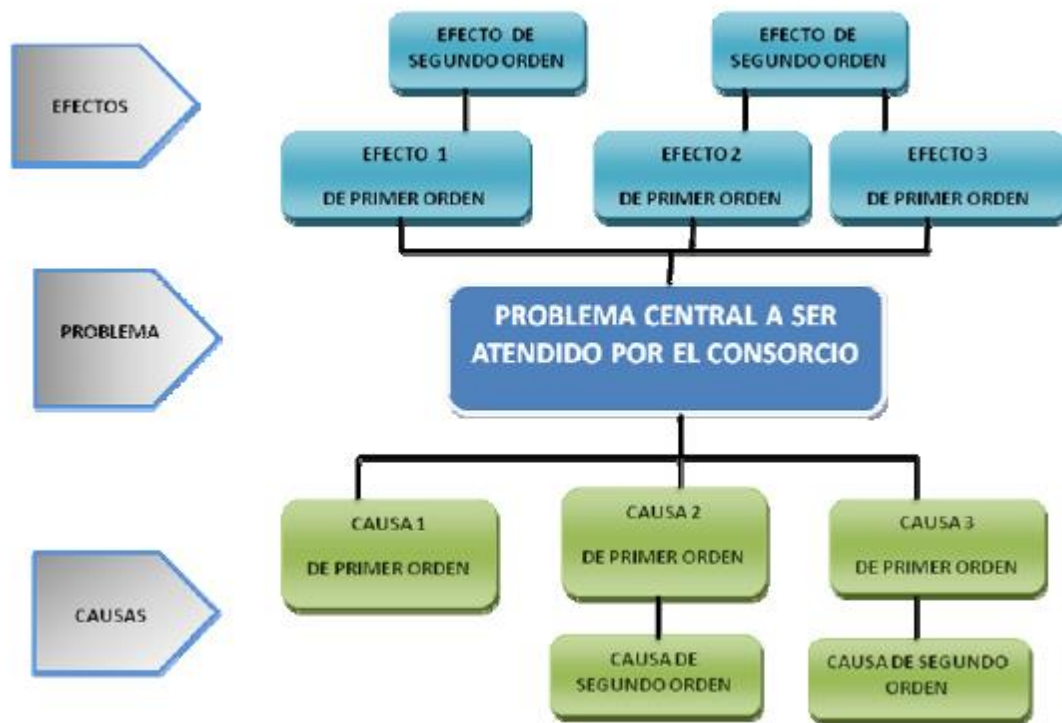 EFECTOS
EFECTO DE
SEGUNDO ORDEN
EFECTO DE
SEGUNDO ORDEN
EFECTO 1
DE PRIMER ORDEN
EFECTO 2
DE PRIMER ORDEN
EFECTO 3
DE PRIMER ORDEN
PROBLEMA
PROBLEMA CENTRAL A SER
ATENDIDO POR EL CONSORCIO
CAUSAS
CAUSA 1
DE PRIMER ORDEN
CAUSA 2
DE PRIMER ORDEN
CAUSA 3
DE PRIMER ORDEN
CAUSA DE
SEGUNDO ORDEN
CAUSA DE SEGUNDO
ORDEN